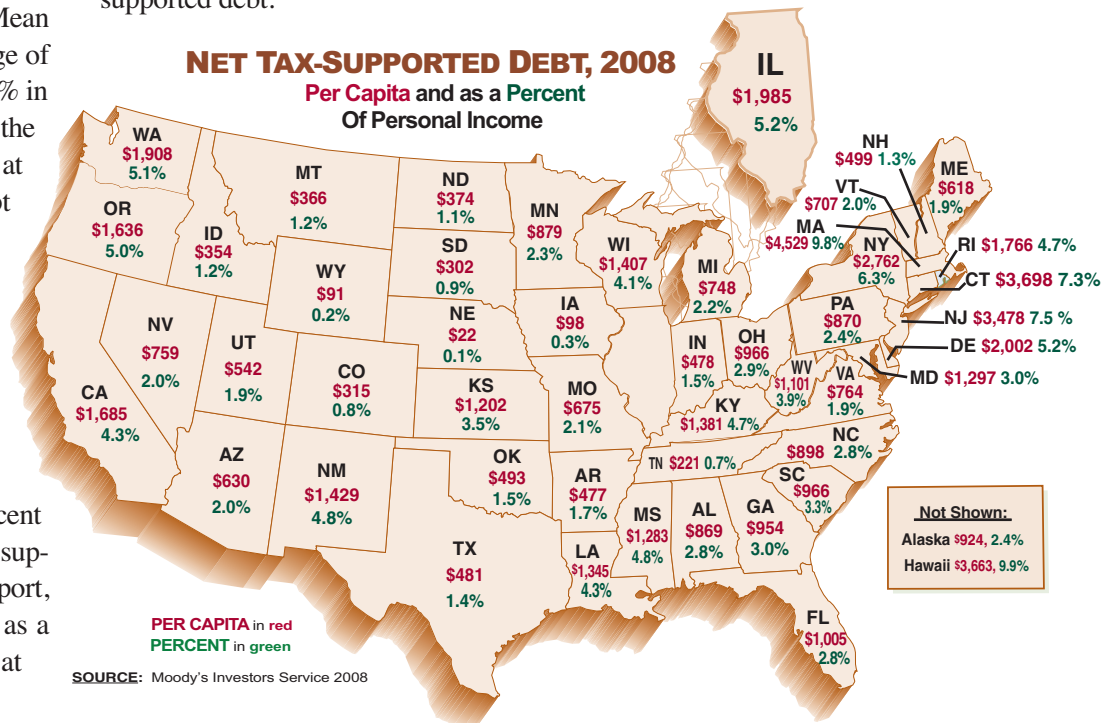 supported debt.
Mean
ge of
% in
the
at
ot
cent
sup-
port,
as a
at
NET TAX-SUPPORTED DEBT, 2008
Per Capita and as a Percent
Of Personal Income
IL
$1,985
5.2%
WA
$1,908
5.1%
OR
$1,636
5.0%
ID
$354
1.2%
MT
$366
1.2%
WY
$91
0.2%
ND
$374
1.1%
SD
$302
0.9%
NE
$22
0.1%
MN
$879
2.3%
WI
$1,407
4.1%
MI
$748
2.2%
IA
$98
0.3%
NV
$759
2.0%
UT
$542
1.9%
CO
$315
0.8%
KS
$1,202
3.5%
MO
$675
2.1%
CA
$1,685
4.3%
AZ
$630
2.0%
NM
$1,429
4.8%
OK
$493
1.5%
AR
$477
1.7%
TX
$481
1.4%
LA
$1,345
4.3%
MS
$1,283
4.8%
AL
$869
2.8%
GA
$954
3.0%
FL
$1,005
2.8%
SC
$966
3.3%
NC
$898 2.8%
TN $221 0.7%
KY
$1,381 4.7%
IN
$478
1.5%
OH
$966
2.9%
WV
$1,101
3.9%
VA
$764
1.9%
PA
$870
2.4%
NY
$2,762
6.3%
NH
$499 1.3%
VT
$707 2.0%
MA
$4,529 9.8%
ME
$618
1.9%
RI $1,766 4.7%
CT $3,698 7.3%
NJ $3,478 7.5 %
DE $2,002 5.2%
MD $1,297 3.0%
Not Shown:
Alaska $924, 2.4%
Hawaii $3,663, 9.9%
PER CAPITA in red
PERCENT in green
SOURCE: Moody's Investors Service 2008